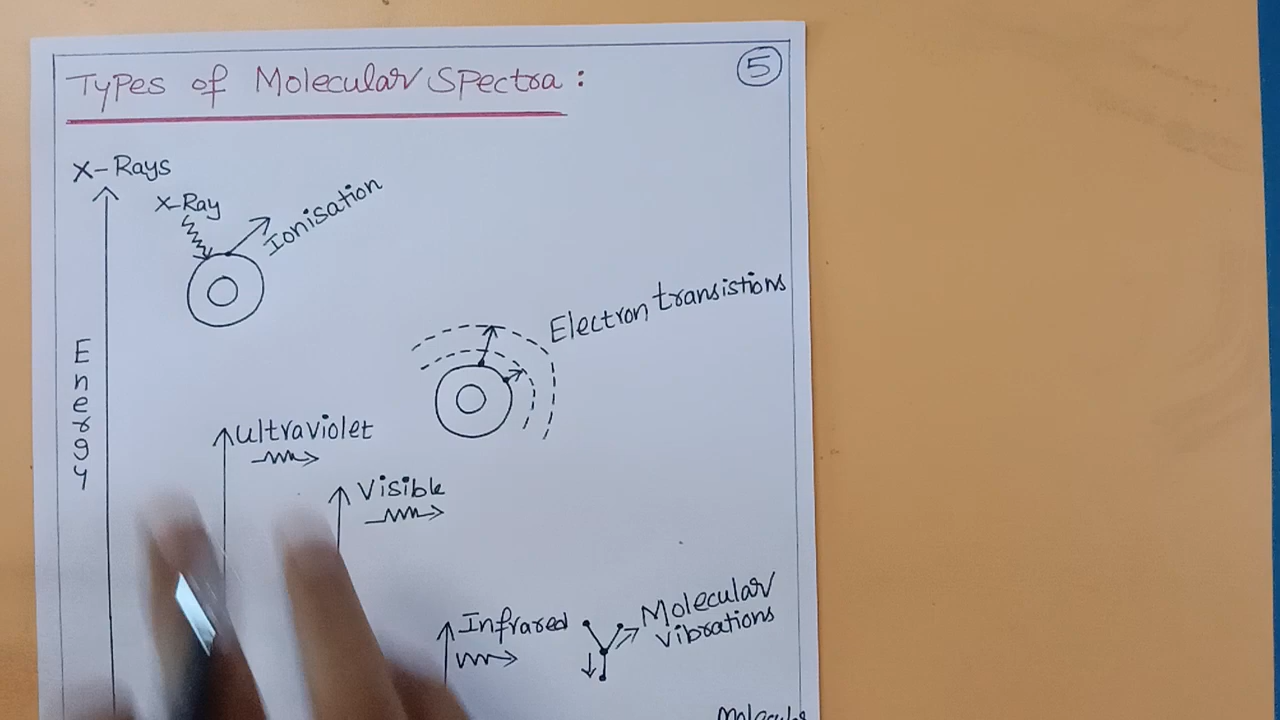 Types of Molecular Spectra :
5
X-Rays
X-Ray
Ionisation
Electron transistions
Energy
Ultraviolet
Visible
Infrared
Molecular
Vibrations